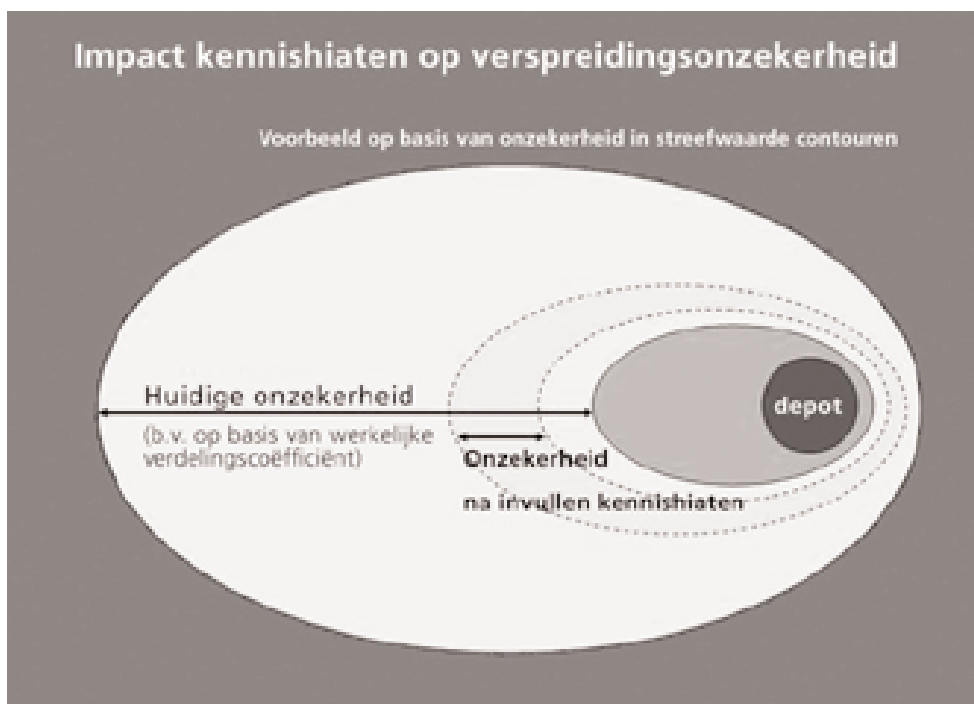 Impact kennishiaten op verspreidingsonzekerheid
Voorbeeld op basis van onzekerheid in streefwaarde contouren
Huidige onzekerheid
(b.v. op basis van werkelijke
verdelingscoëfficiënt)
depot
Onzekerheid
na invullen kennishiaten